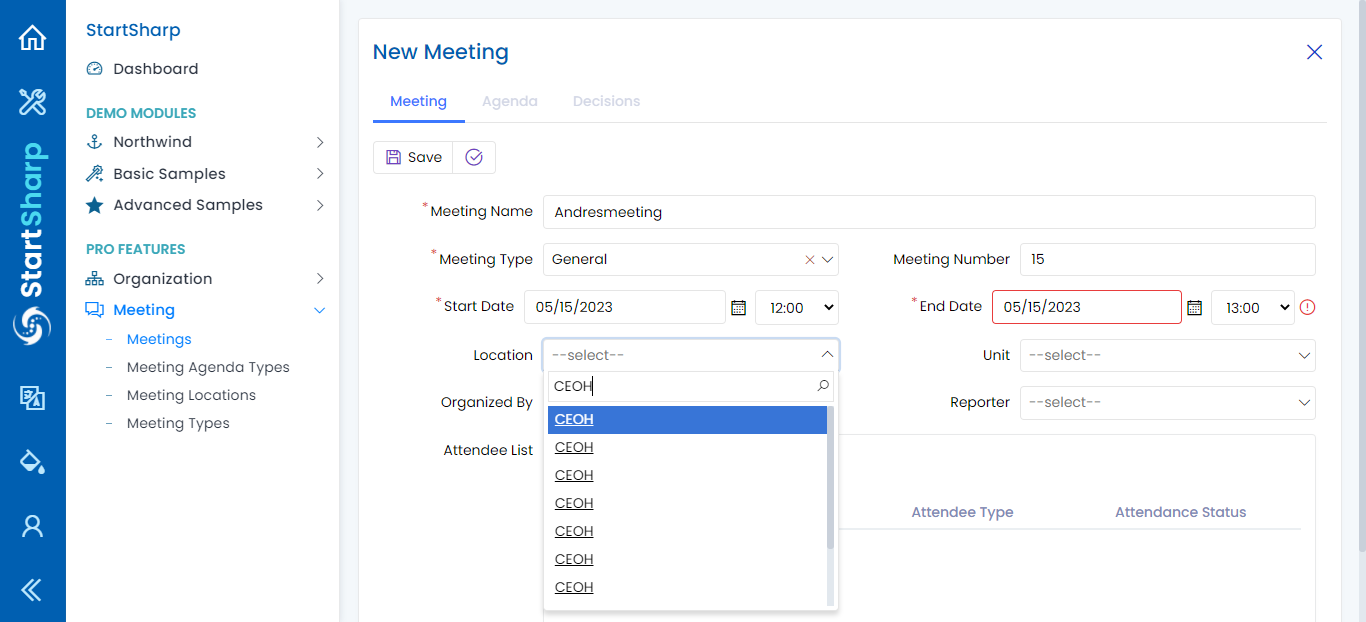 StartSharp
StartSharp
Dashboard
DEMO MODULES
Northwind
Basic Samples
Advanced Samples
PRO FEATURES
Organization
Meeting
Meetings
Meeting Agenda Types
Meeting Locations
Meeting Types
New Meeting
Meeting Agenda Decisions
Save
*Meeting Name Andresmeeting
*Meeting Type General Meeting Number 15
*Start Date 05/15/2023 12:00 *End Date 05/15/2023 13:00
Location --select-- Unit --select--
CEOH
Organized By Reporter --select--
CEOH
Attendee List CEOH
CEOH
CEOH
Attendee Type Attendance Status
CEOH
CEOH
CEOH